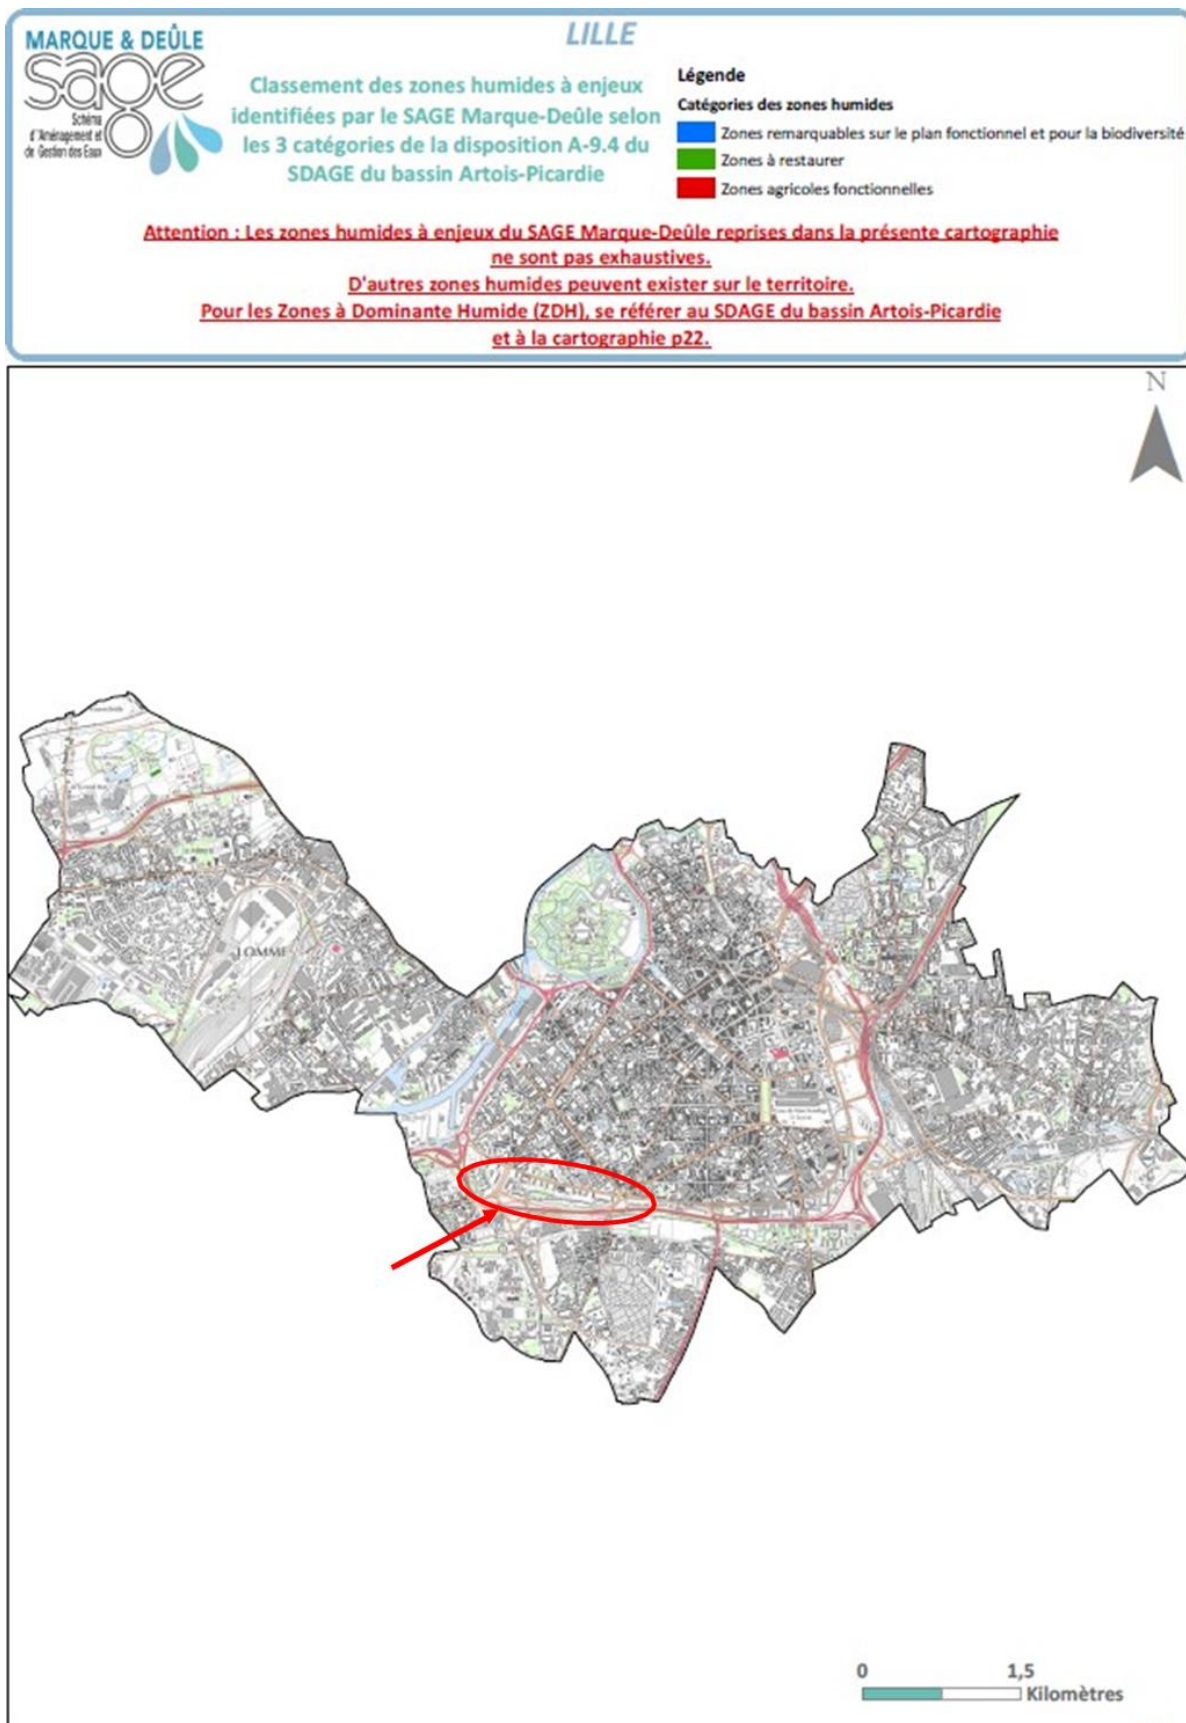 LILLE
MARQUE & DEÛLE
sage
Schéma
d'Aménagement et
de Gestion des Eaux
Classement des zones humides à enjeux
identifiées par le SAGE Marque-Deûle selon
les 3 catégories de la disposition A-9.4 du
SDAGE du bassin Artois-Picardie
Légende
Catégories des zones humides
Zones remarquables sur le plan fonctionnel et pour la biodiversité
Zones à restaurer
Zones agricoles fonctionnelles
Attention : Les zones humides à enjeux du SAGE Marque-Deûle reprises dans la présente cartographie
ne sont pas exhaustives.
D'autres zones humides peuvent exister sur le territoire.
Pour les Zones à Dominante Humide (ZDH), se référer au SDAGE du bassin Artois-Picardie
et à la cartographie p22.
N
LOMME
0 1,5
Kilomètres